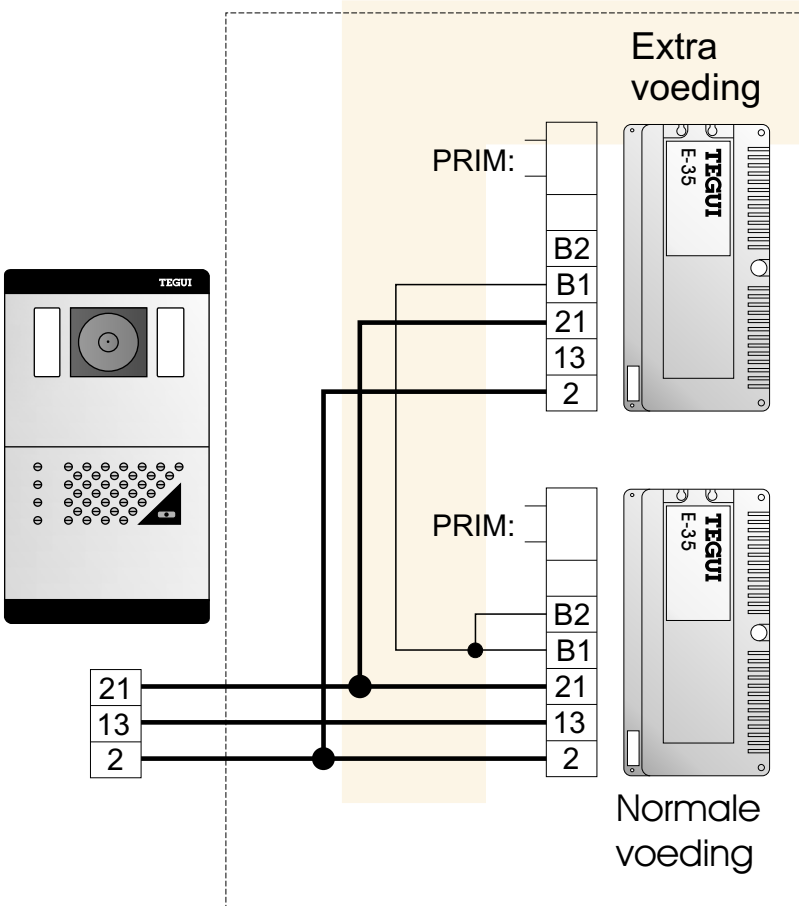 Extra
voeding
PRIM:
B2
B1
21
13
2
TEGUI
E-35
TEGUI
PRIM:
B2
B1
21
13
2
TEGUI
E-35
21
13
2
Normale
voeding